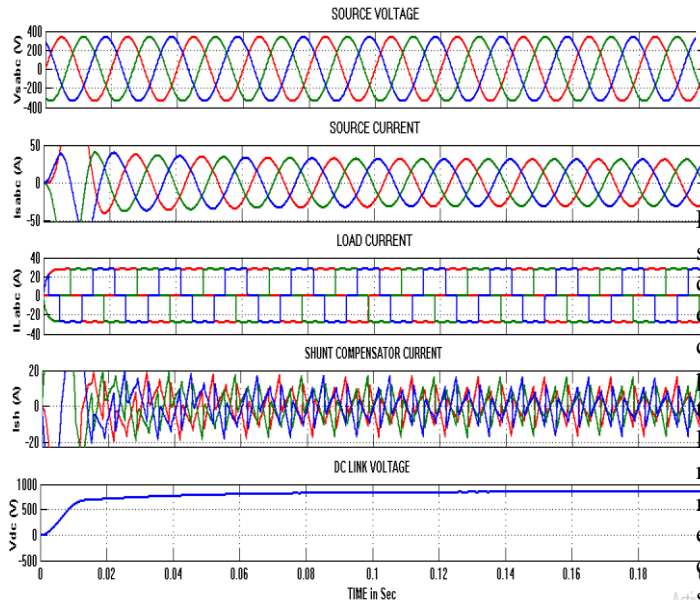 SOURCE VOLTAGE
Vsabc (V)
400
200
0
-200
-400
SOURCE CURRENT
Isabc (A)
50
0
-50
LOAD CURRENT
ILabc (A)
40
20
0
-20
-40
SHUNT COMPENSATOR CURRENT
Ish (A)
20
0
-20
DC LINK VOLTAGE
Vdc (V)
1000
500
0
-500
0 0.02 0.04 0.06 0.08 0.1 0.12 0.14 0.16 0.18
TIME in Sec